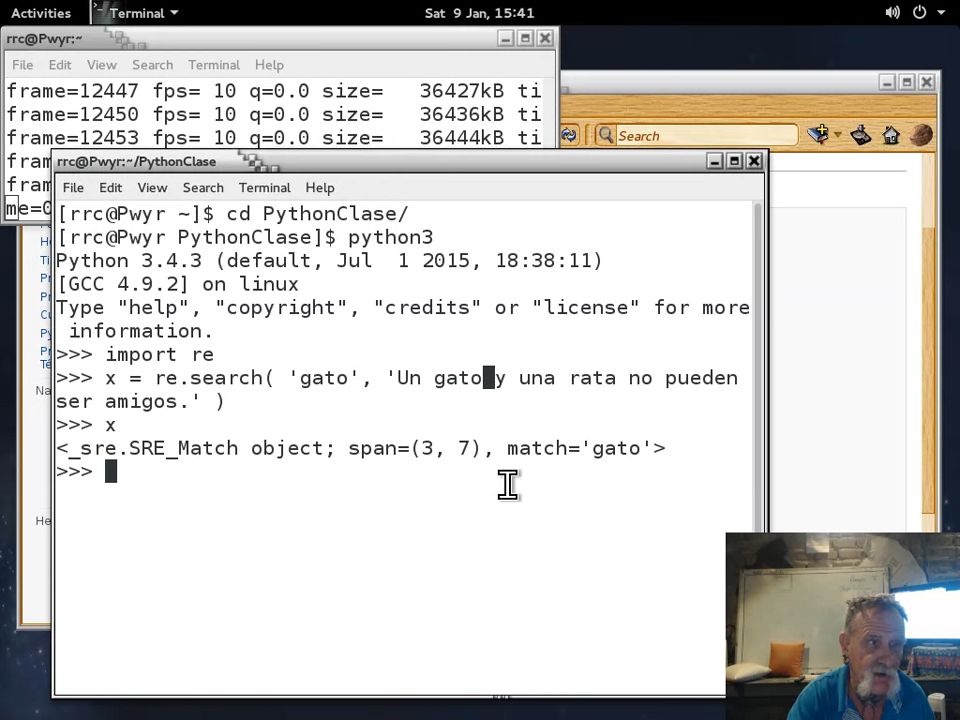 Activities
Terminal
Sat 9 Jan, 15:41
rrc@Pwyr:~
File Edit View Search Terminal Help
frame=12447 fps= 10 q=0.0 size= 36427kB ti
frame=12450 fps= 10 q=0.0 size= 36436kB ti
frame=12453 fps= 10 q=0.0 size= 36444kB ti
Search
rrc@Pwyr:~/PythonClase
File Edit View Search Terminal Help
[rrc@Pwyr ~]$ cd PythonClase/
[rrc@Pwyr PythonClase]$ python3
Python 3.4.3 (default, Jul  1 2015, 18:38:11)
[GCC 4.9.2] on linux
Type "help", "copyright", "credits" or "license" for more
 information.
>>> import re
>>> x = re.search( 'gato', 'Un gato y una rata no pueden
ser amigos.' )
>>> x
<_sre.SRE_Match object; span=(3, 7), match='gato'>
>>>